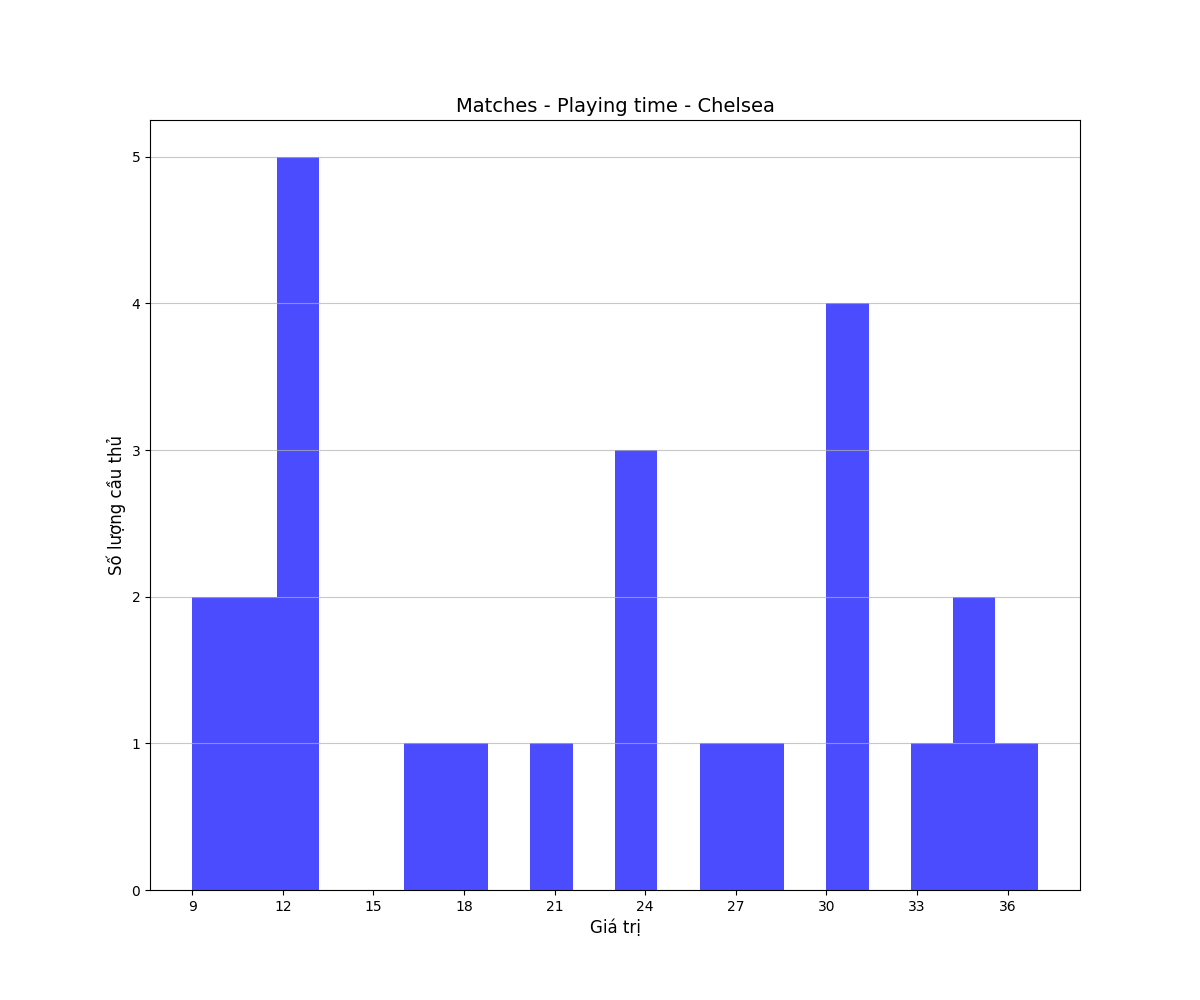 Matches - Playing time - Chelsea
5
4
3
2
1
0
Số lượng cầu thủ
9 12 15 18 21 24 27 30 33 36
Giá trị